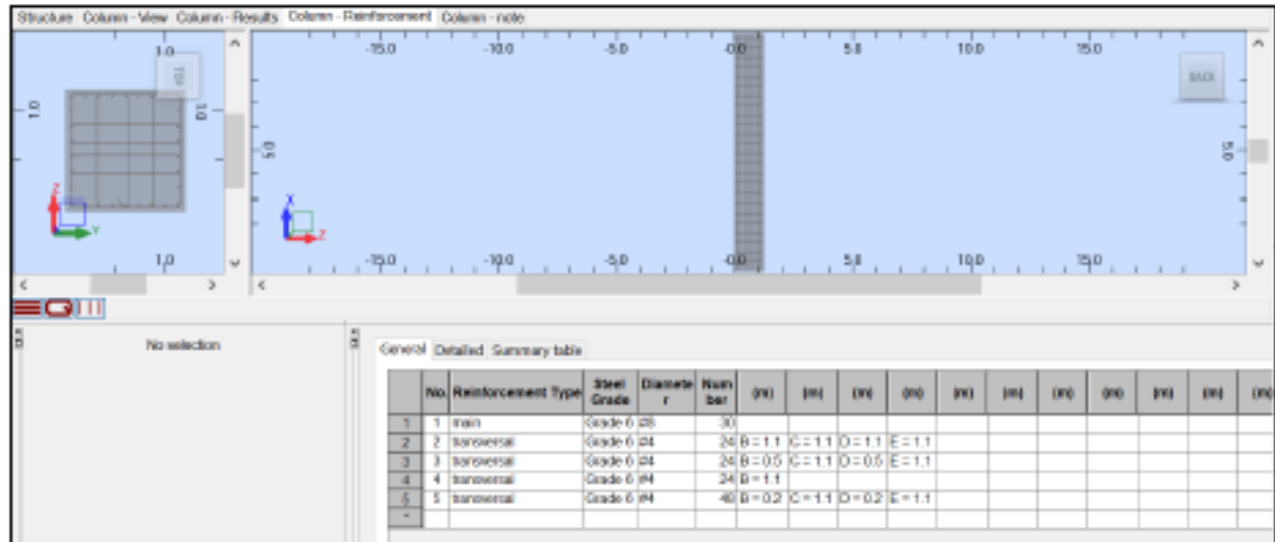 Structure Column - View Column - Results Column - Reinforcement Column - note
1.0 -15.0 -10.0 -5.0 -0.0 5.0 10.0 15.0
TOP BACK
1.0 1.0
5.0 5.0
Z Y X Z
1.0 -15.0 -10.0 -5.0 -0.0 5.0 10.0 15.0
No selection
General Detailed Summary table
No. Reinforcement Type Steel Grade Diameter Number (m) (m) (m) (m) (m) (m) (m) (m) (m)
1 1 main Grade 6 #8 30
2 2 transversal Grade 6 #4 24 B = 1.1 C = 1.1 D = 1.1 E = 1.1
3 3 transversal Grade 6 #4 24 B = 0.5 C = 1.1 D = 0.5 E = 1.1
4 4 transversal Grade 6 #4 24 B = 1.1
5 5 transversal Grade 6 #4 48 B = 0.2 C = 1.1 D = 0.2 E = 1.1